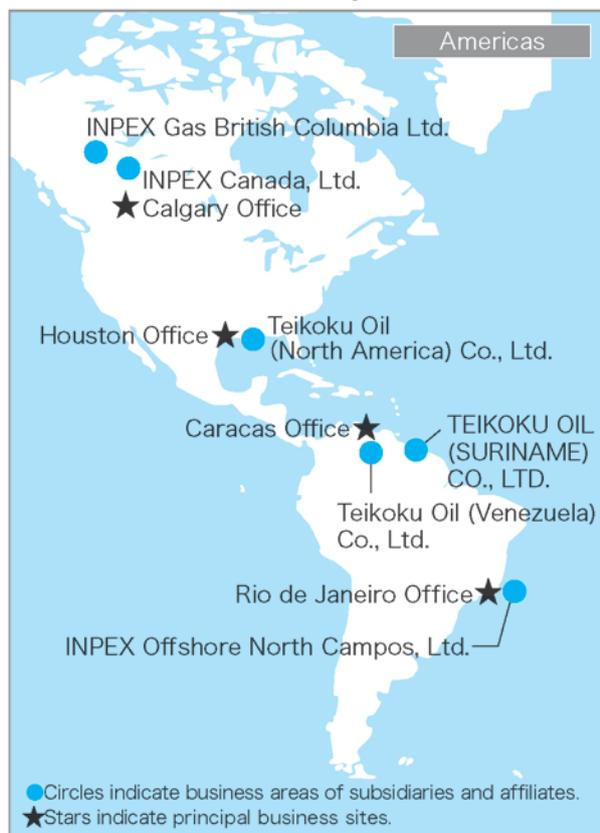 Americas
INPEX Gas British Columbia Ltd.
INPEX Canada, Ltd.
★Calgary Office
Houston Office★
Teikoku Oil
(North America) Co., Ltd.
Caracas Office★
TEIKOKU OIL
(SURINAME)
CO., LTD.
Teikoku Oil (Venezuela)
Co., Ltd.
Rio de Janeiro Office★
INPEX Offshore North Campos, Ltd.
●Circles indicate business areas of subsidiaries and affiliates.
★Stars indicate principal business sites.